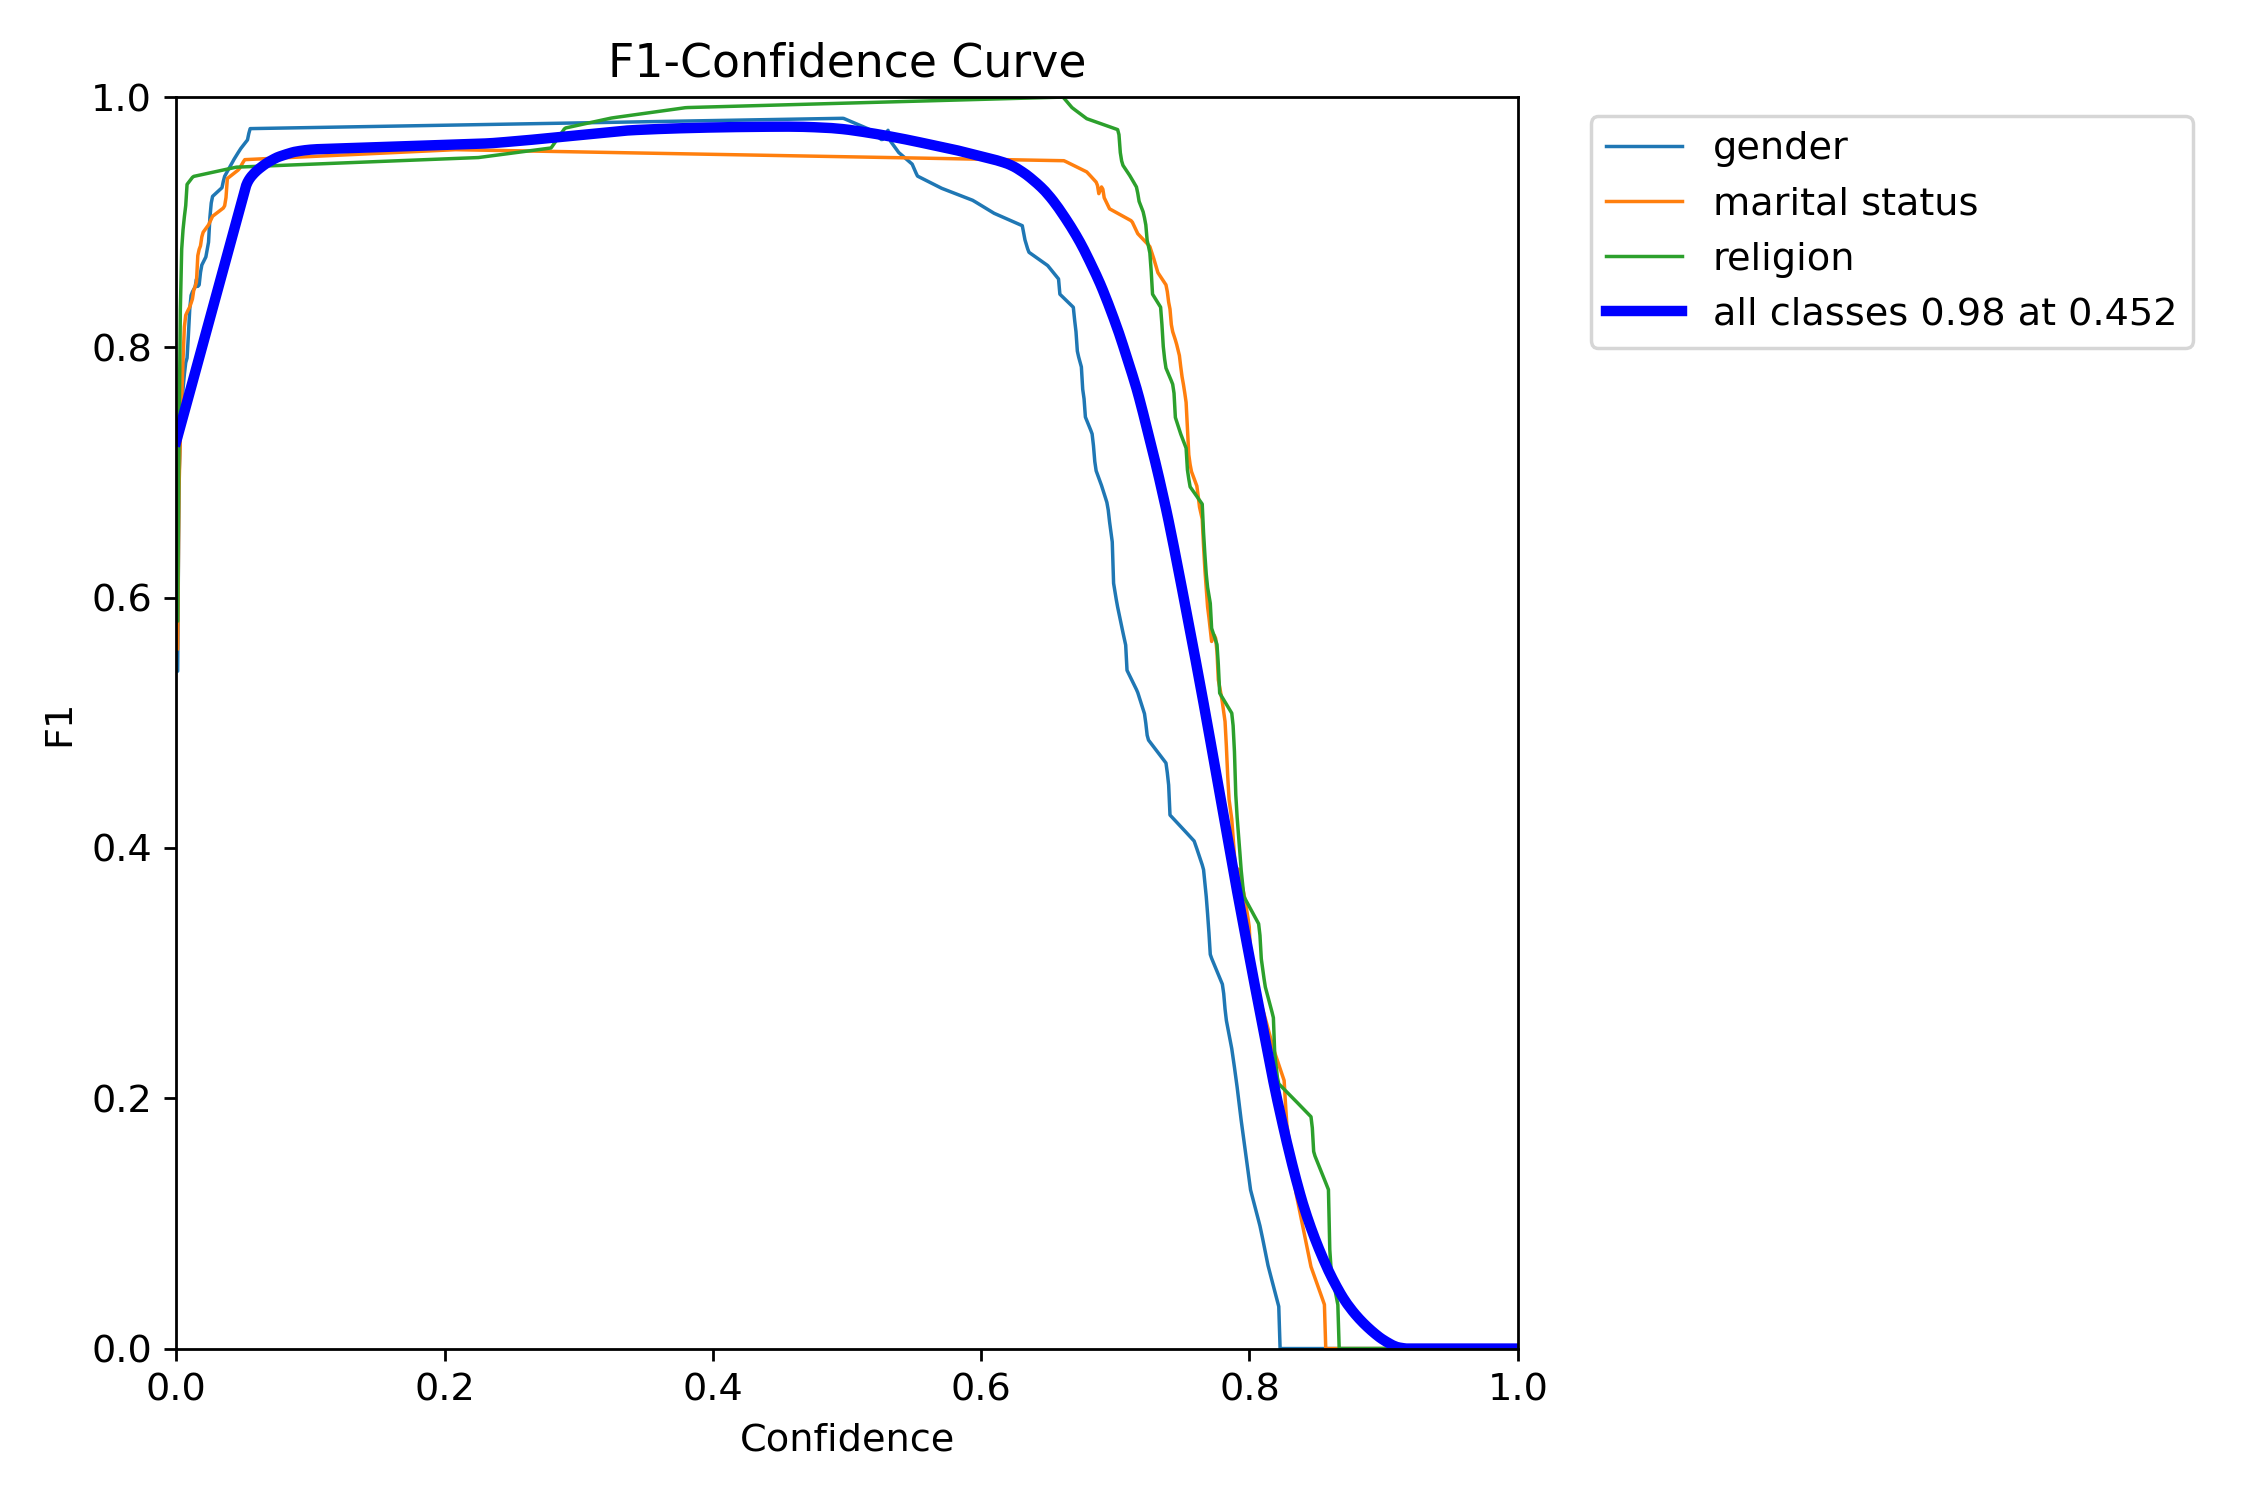 F1-Confidence Curve
1.0
0.8
0.6
0.4
0.2
0.0
F1
0.0 0.2 0.4 0.6 0.8 1.0
Confidence
gender
marital status
religion
all classes 0.98 at 0.452